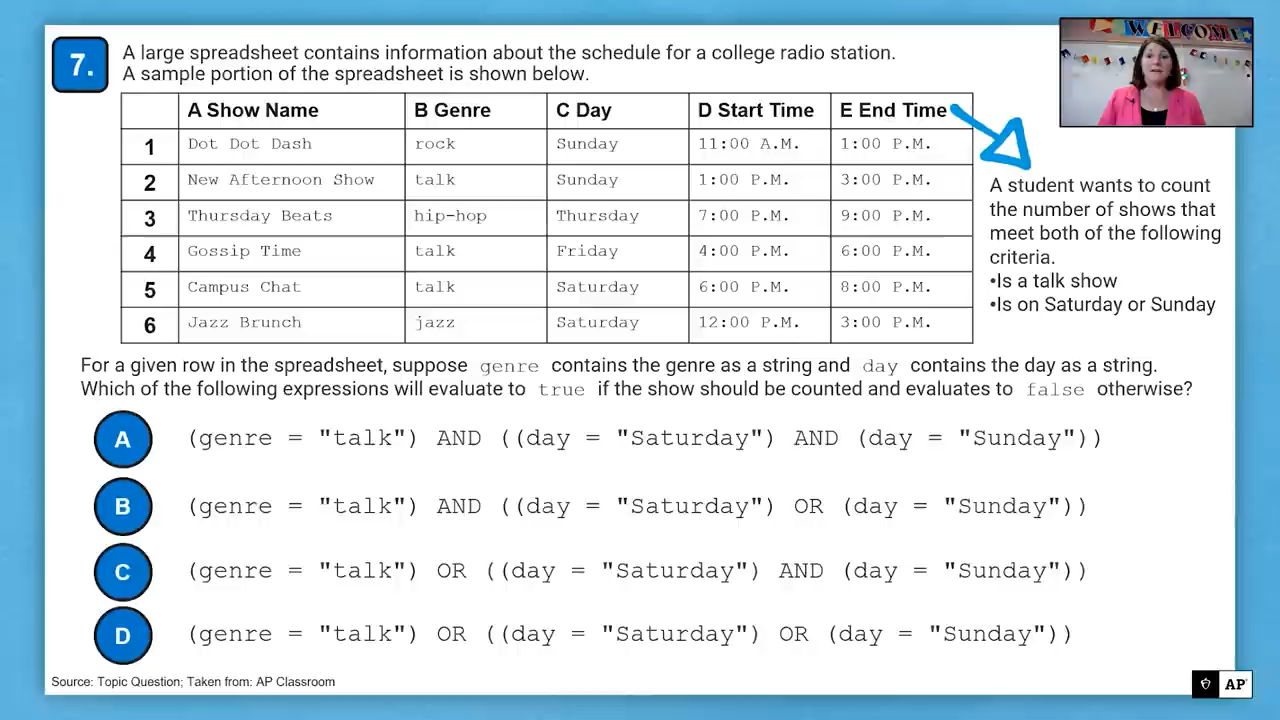 WELCOME
7.
A large spreadsheet contains information about the schedule for a college radio station.
A sample portion of the spreadsheet is shown below.
A Show Name B Genre C Day D Start Time E End Time
1 Dot Dot Dash rock Sunday 11:00 A.M. 1:00 P.M.
2 New Afternoon Show talk Sunday 1:00 P.M. 3:00 P.M.
3 Thursday Beats hip-hop Thursday 7:00 P.M. 9:00 P.M.
4 Gossip Time talk Friday 4:00 P.M. 6:00 P.M.
5 Campus Chat talk Saturday 6:00 P.M. 8:00 P.M.
6 Jazz Brunch jazz Saturday 12:00 P.M. 3:00 P.M.
A student wants to count
the number of shows that
meet both of the following
criteria.
•Is a talk show
•Is on Saturday or Sunday
For a given row in the spreadsheet, suppose genre contains the genre as a string and day contains the day as a string.
Which of the following expressions will evaluate to true if the show should be counted and evaluates to false otherwise?
A (genre = "talk") AND ((day = "Saturday") AND (day = "Sunday"))
B (genre = "talk") AND ((day = "Saturday") OR (day = "Sunday"))
C (genre = "talk") OR ((day = "Saturday") AND (day = "Sunday"))
D (genre = "talk") OR ((day = "Saturday") OR (day = "Sunday"))
Source: Topic Question; Taken from: AP Classroom
AP